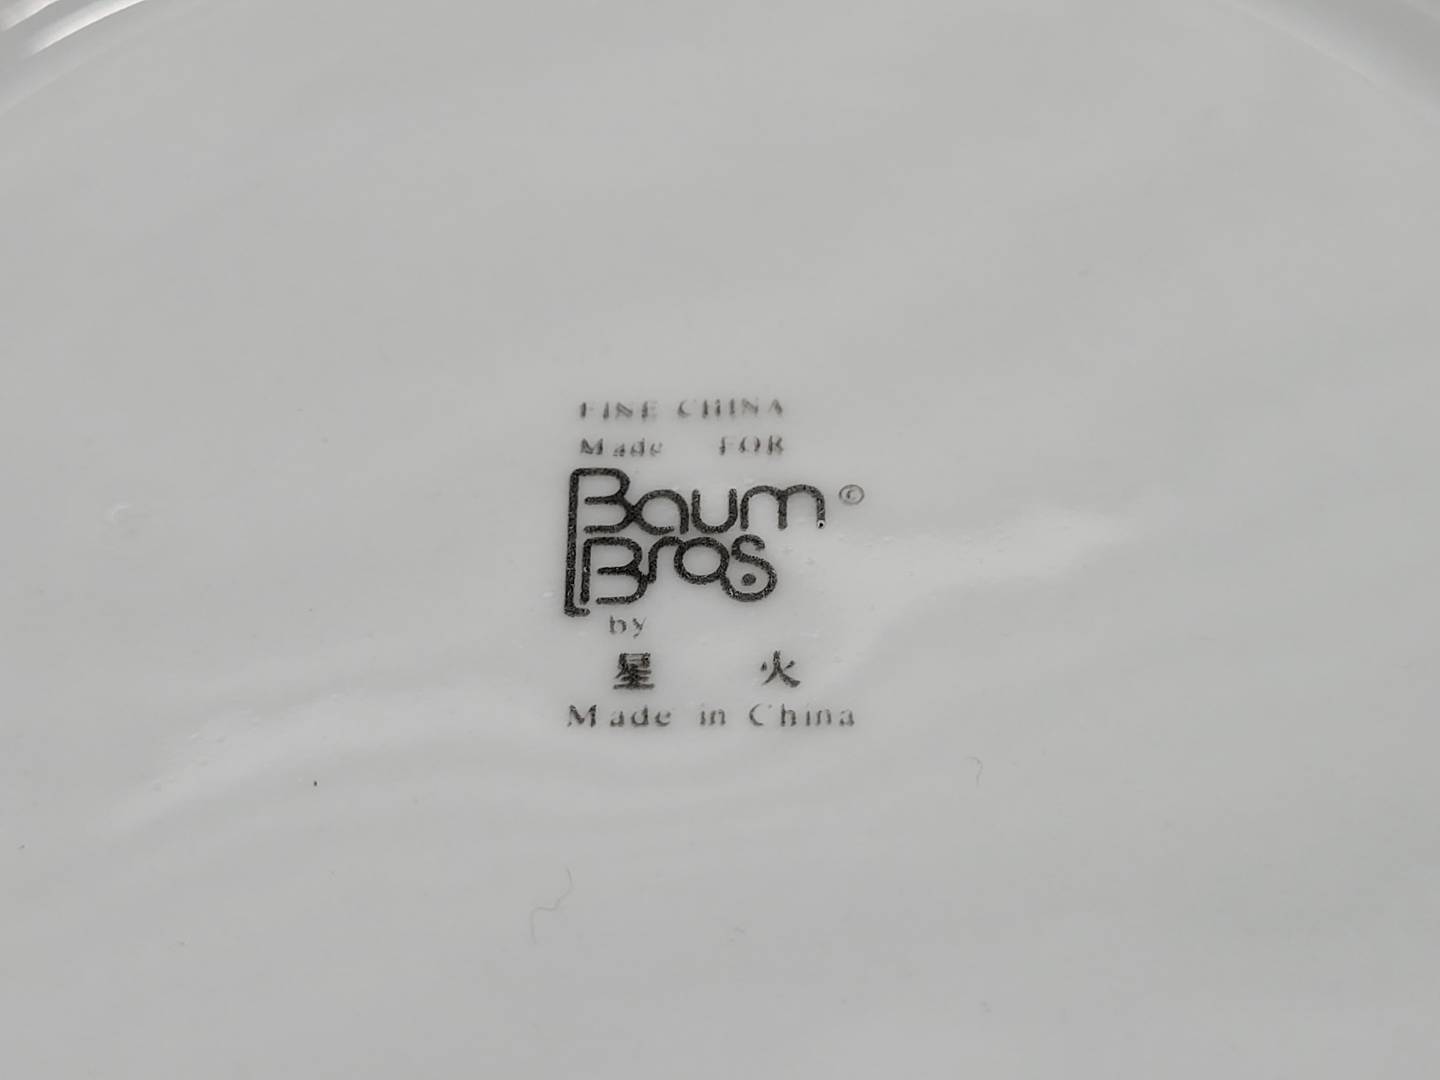 FINE CHINA
Made FOR
Baum ©
Bros
by
星 火
Made in China